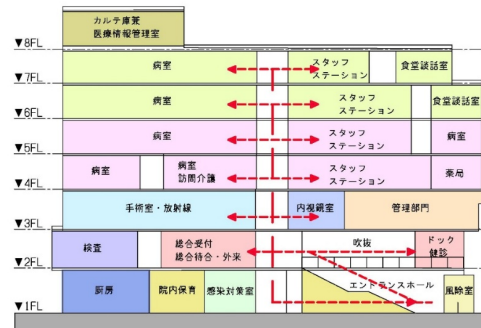 カルテ庫兼
医療情報管理室
▼8FL
病室
スタッフ
ステーション
食堂談話室
▼7FL
病室
スタッフ
ステーション
食堂談話室
▼6FL
病室
スタッフ
ステーション
病室
▼5FL
病室
病室
訪問介護
スタッフ
ステーション
薬局
▼4FL
手術室・放射線
内視鏡室
管理部門
▼3FL
検査
総合受付
総合待合・外来
吹抜
ドック
健診
▼2FL
厨房
院内保育
感染対策室
エントランスホール
風除室
▼1FL